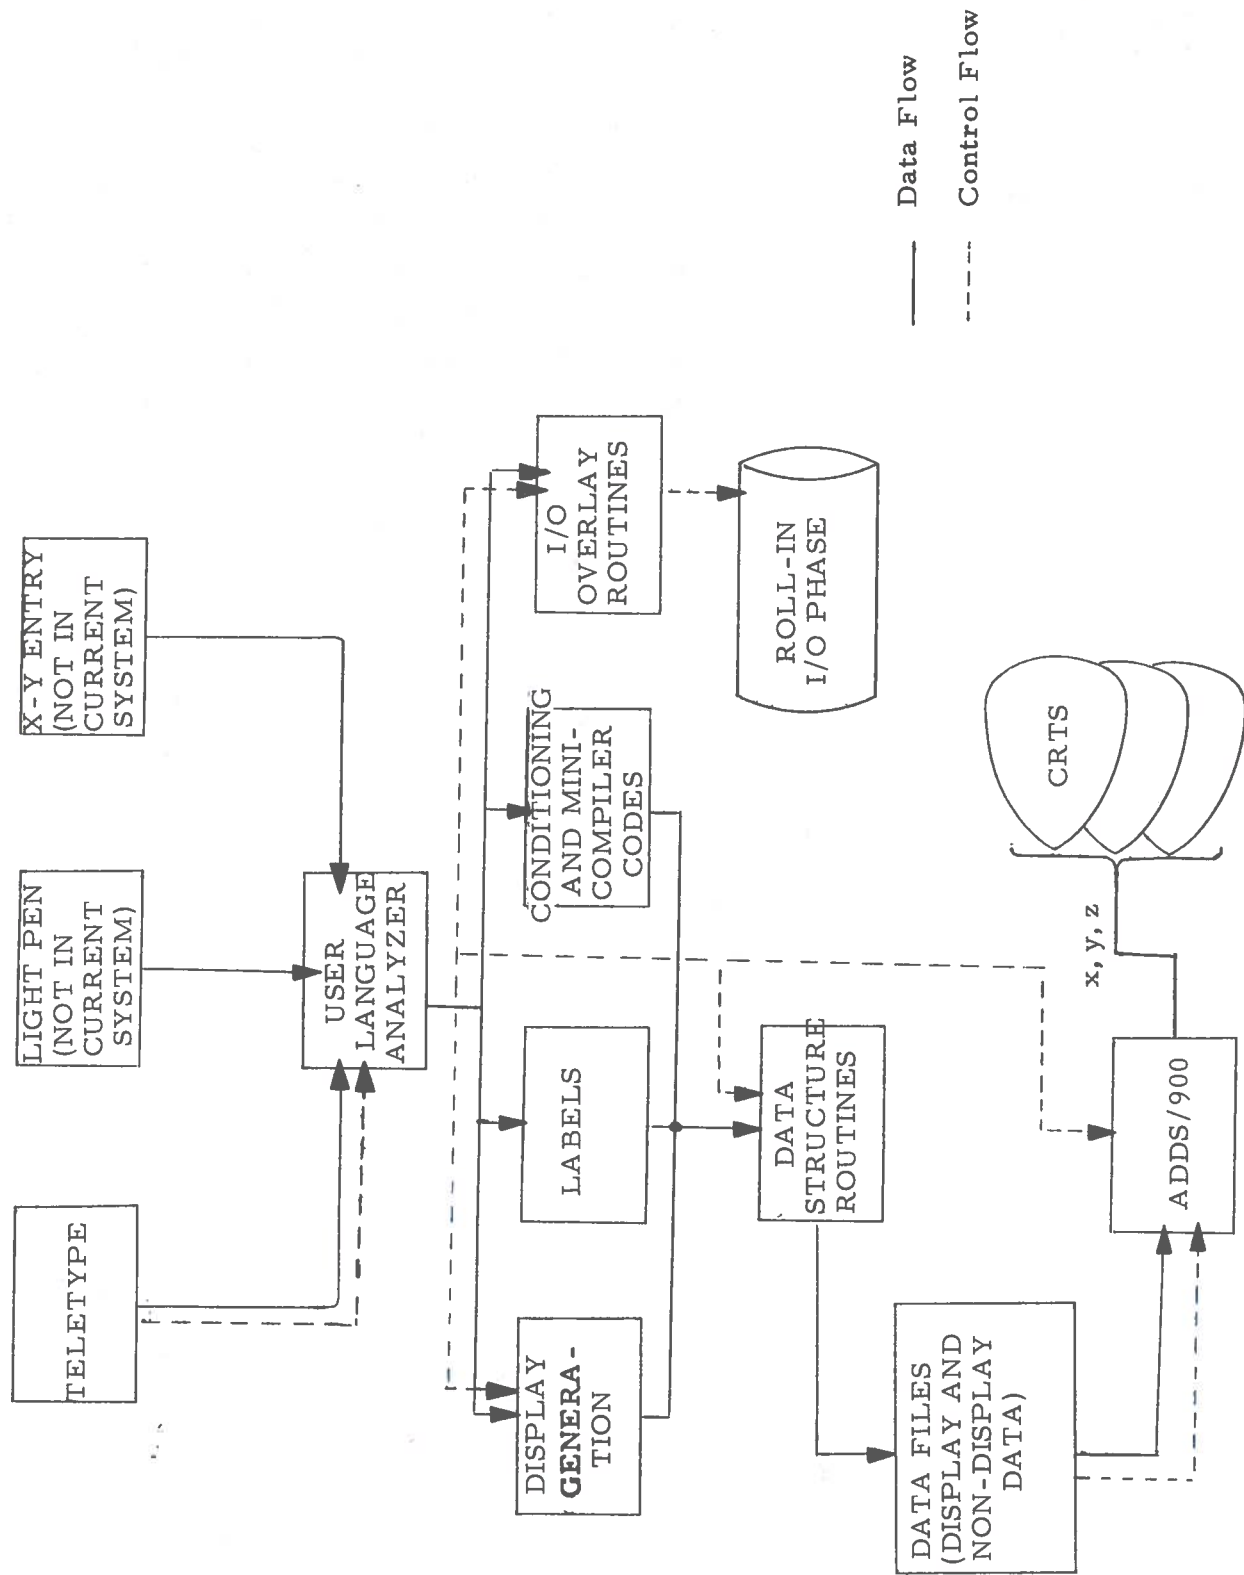 TELETYPE
LIGHT PEN
(NOT IN
CURRENT
SYSTEM)
X-Y ENTRY
(NOT IN
CURRENT
SYSTEM)
USER
LANGUAGE
ANALYZER
DISPLAY
GENERA-
TION
LABELS
CONDITIONING
AND MINI-
COMPILER
CODES
I/O
OVERLAY
ROUTINES
DATA
STRUCTURE
ROUTINES
ROLL-IN
I/O PHASE
DATA FILES
(DISPLAY AND
NON-DISPLAY
DATA)
ADDS/900
x, y, z
CRTS
Data Flow
Control Flow